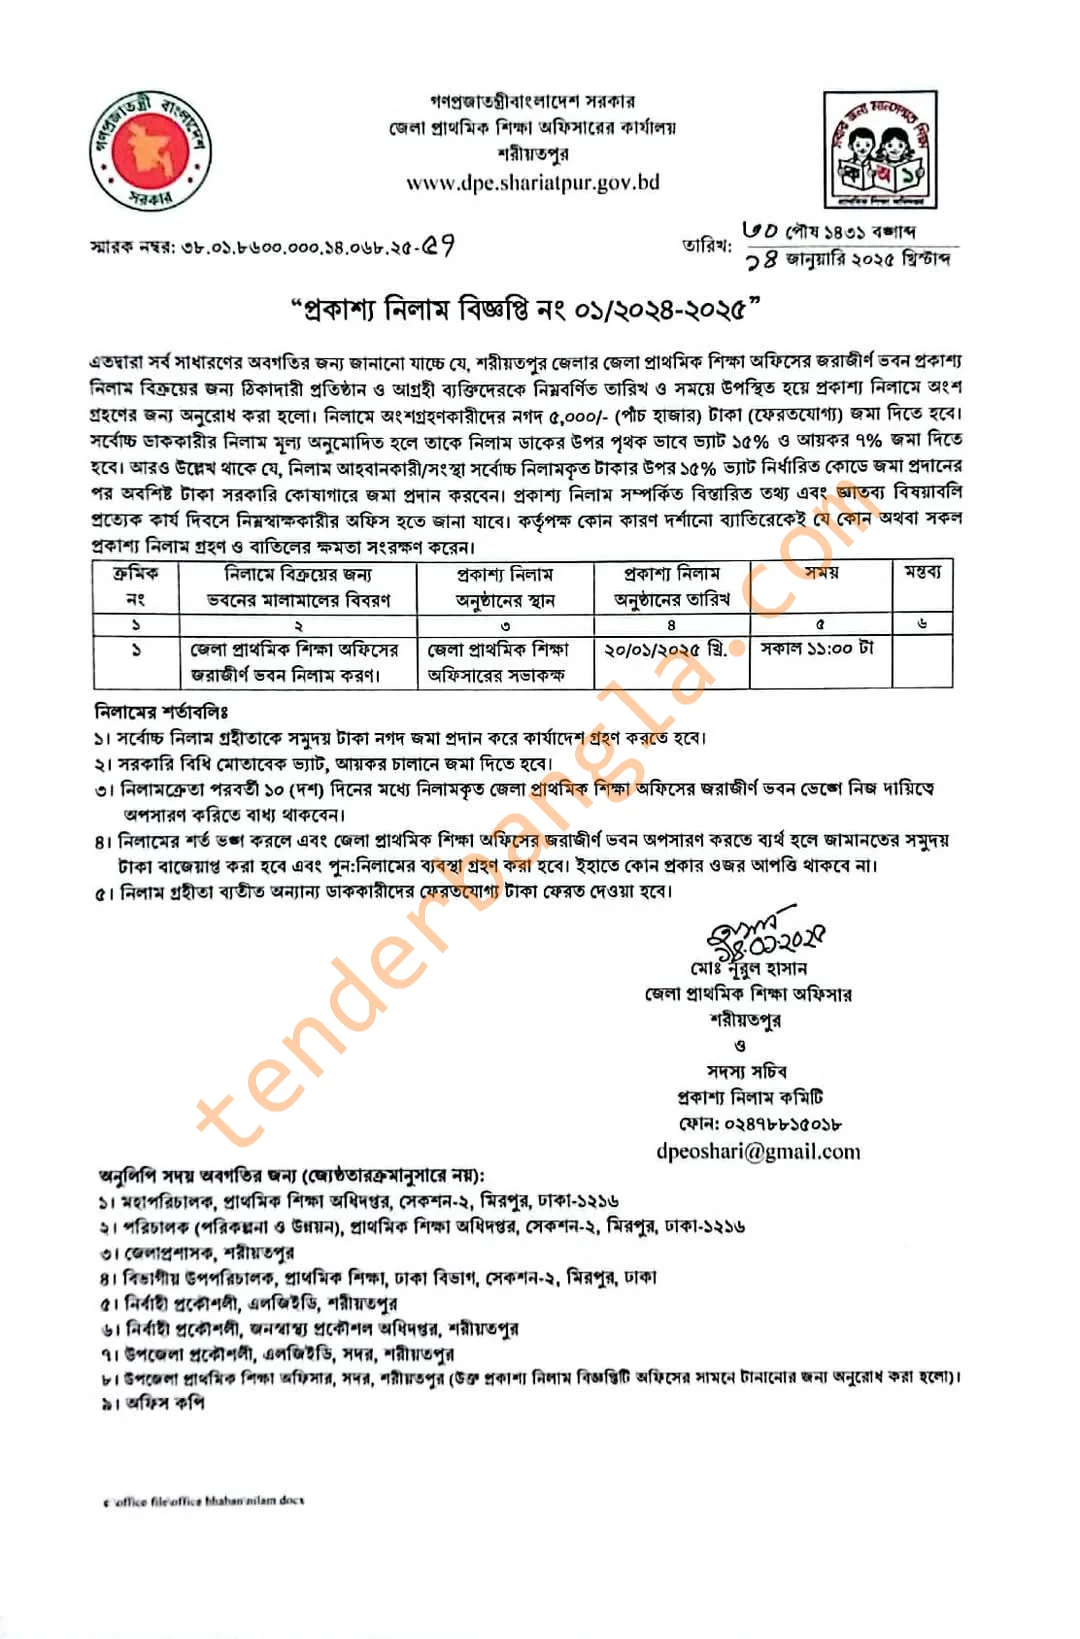 গণপ্রজাতন্ত্রীবাংলাদেশ সরকার
জেলা প্রাথমিক শিক্ষা অফিসারের কার্যালয়
শরীয়তপুর
www.dpe.shariatpur.gov.bd
গণপ্রজাতন্ত্রী বাংলাদেশ
সরকার
সবার জন্য মানসম্মত শিক্ষা
ক অ ১
প্রাথমিক শিক্ষা অধিদপ্তর
স্মারক নম্বর: ৩৮.০১.৮৬০০.০০০.১৪.০৬৮.২৫-৫৭
তারিখ: ৩০ পৌষ ১৪৩১ বঙ্গাব্দ
১৪ জানুয়ারি ২০২৫ খ্রিস্টাব্দ
“প্রকাশ্য নিলাম বিজ্ঞপ্তি নং ০১/২০২৪-২০২৫”
এতদ্বারা সর্ব সাধারণের অবগতির জন্য জানানো যাচ্ছে যে, শরীয়তপুর জেলার জেলা প্রাথমিক শিক্ষা অফিসের জরাজীর্ণ ভবন প্রকাশ্য
নিলাম বিক্রয়ের জন্য ঠিকাদারী প্রতিষ্ঠান ও আগ্রহী ব্যক্তিদেরকে নিম্নবর্ণিত তারিখ ও সময়ে উপস্থিত হয়ে প্রকাশ্য নিলামে অংশ
গ্রহণের জন্য অনুরোধ করা হলো। নিলামে অংশগ্রহণকারীদের নগদ ৫,০০০/- (পাঁচ হাজার) টাকা (ফেরতযোগ্য) জমা দিতে হবে।
সর্বোচ্চ ডাককারীর নিলাম মূল্য অনুমোদিত হলে তাকে নিলাম ডাকের উপর পৃথক ভাবে ভ্যাট ১৫% ও আয়কর ৭% জমা দিতে
হবে। আরও উল্লেখ থাকে যে, নিলাম আহবানকারী/সংস্থা সর্বোচ্চ নিলামকৃত টাকার উপর ১৫% ভ্যাট নির্ধারিত কোডে জমা প্রদানের
পর অবশিষ্ট টাকা সরকারি কোষাগারে জমা প্রদান করবেন। প্রকাশ্য নিলাম সম্পর্কিত বিস্তারিত তথ্য এবং জ্ঞাতব্য বিষয়াবলি
প্রত্যেক কার্য দিবসে নিম্নস্বাক্ষকারীর অফিস হতে জানা যাবে। কর্তৃপক্ষ কোন কারণ দর্শানো ব্যাতিরেকেই যে কোন অথবা সকল
প্রকাশ্য নিলাম গ্রহণ ও বাতিলের ক্ষমতা সংরক্ষণ করেন।
ক্রমিক নং | নিলামে বিক্রয়ের জন্য ভবনের মালামালের বিবরণ | প্রকাশ্য নিলাম অনুষ্ঠানের স্থান | প্রকাশ্য নিলাম অনুষ্ঠানের তারিখ | সময় | মন্তব্য
১ | ২ | ৩ | ৪ | ৫ | ৬
১ | জেলা প্রাথমিক শিক্ষা অফিসের জরাজীর্ণ ভবন নিলাম করণ। | জেলা প্রাথমিক শিক্ষা অফিসারের সভাকক্ষ | ২০/০১/২০২৫ খ্রি. | সকাল ১১:০০ টা
নিলামের শর্তাবলিঃ
১। সর্বোচ্চ নিলাম গ্রহীতাকে সমুদয় টাকা নগদ জমা প্রদান করে কার্যাদেশ গ্রহণ করতে হবে।
২। সরকারি বিধি মোতাবেক ভ্যাট, আয়কর চালানে জমা দিতে হবে।
৩। নিলামক্রেতা পরবর্তী ১০ (দশ) দিনের মধ্যে নিলামকৃত জেলা প্রাথমিক শিক্ষা অফিসের জরাজীর্ণ ভবন ভেঙ্গে নিজ দায়িত্বে
অপসারণ করিতে বাধ্য থাকবেন।
৪। নিলামের শর্ত ভঙ্গ করলে এবং জেলা প্রাথমিক শিক্ষা অফিসের জরাজীর্ণ ভবন অপসারণ করতে ব্যর্থ হলে জামানতের সমুদয়
টাকা বাজেয়াপ্ত করা হবে এবং পুন:নিলামের ব্যবস্থা গ্রহণ করা হবে। ইহাতে কোন প্রকার ওজর আপত্তি থাকবে না।
৫। নিলাম গ্রহীতা ব্যতীত অন্যান্য ডাককারীদের ফেরতযোগ্য টাকা ফেরত দেওয়া হবে।
১৪.০১.২০২৫
মোঃ নূরুল হাসান
জেলা প্রাথমিক শিক্ষা অফিসার
শরীয়তপুর
ও
সদস্য সচিব
প্রকাশ্য নিলাম কমিটি
ফোন: ০২৪৭৮৮১৫০১৮
dpeoshari@gmail.com
tenderbangla.com
অনুলিপি সদয় অবগতির জন্য (জ্যেষ্ঠতারক্রমানুসারে নয়):
১। মহাপরিচালক, প্রাথমিক শিক্ষা অধিদপ্তর, সেকশন-২, মিরপুর, ঢাকা-১২১৬
২। পরিচালক (পরিকল্পনা ও উন্নয়ন), প্রাথমিক শিক্ষা অধিদপ্তর, সেকশন-২, মিরপুর, ঢাকা-১২১৬
৩। জেলাপ্রশাসক, শরীয়তপুর
৪। বিভাগীয় উপপরিচালক, প্রাথমিক শিক্ষা, ঢাকা বিভাগ, সেকশন-২, মিরপুর, ঢাকা
৫। নির্বাহী প্রকৌশলী, এলজিইডি, শরীয়তপুর
৬। নির্বাহী প্রকৌশলী, জনস্বাস্থ্য প্রকৌশল অধিদপ্তর, শরীয়তপুর
৭। উপজেলা প্রকৌশলী, এলজিইডি, সদর, শরীয়তপুর
৮। উপজেলা প্রাথমিক শিক্ষা অফিসার, সদর, শরীয়তপুর (উক্ত প্রকাশ্য নিলাম বিজ্ঞপ্তিটি অফিসের সামনে টানানোর জন্য অনুরোধ করা হলো)।
৯। অফিস কপি
e \office file\office bhaban\nilam docx